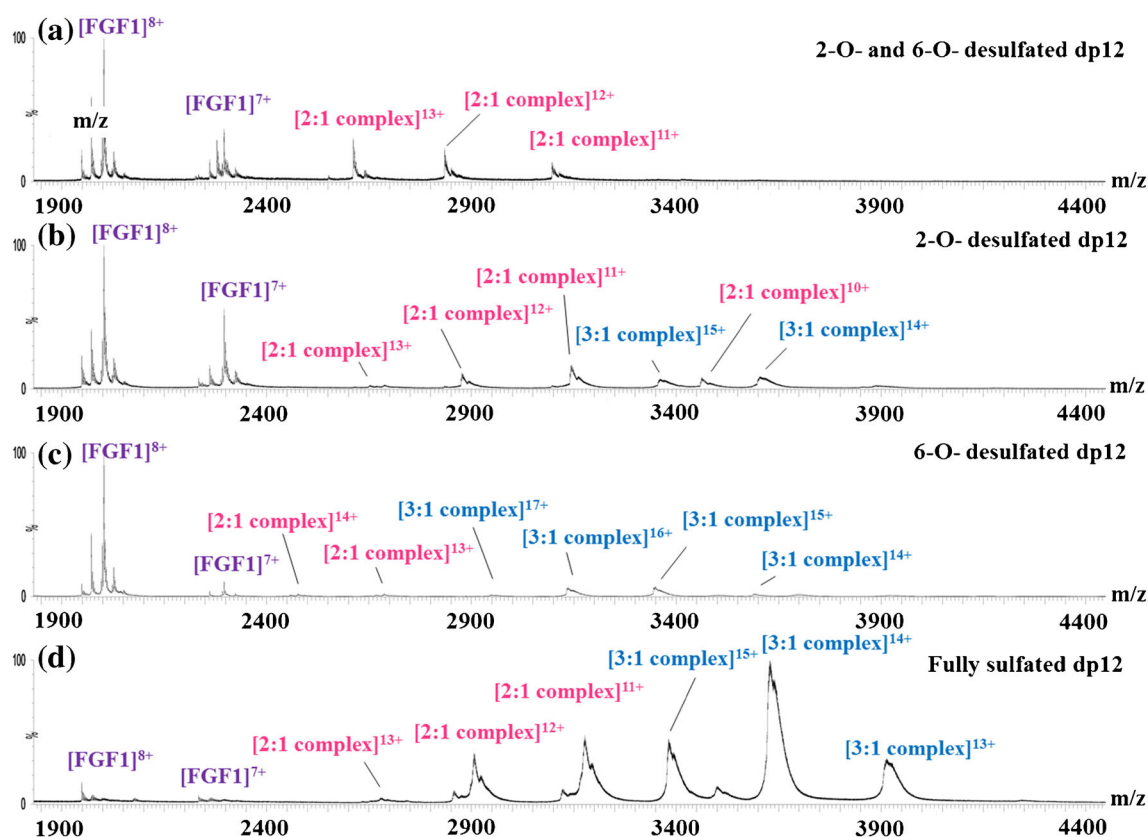 (a)
[FGF1]8+
2-O- and 6-O- desulfated dp12
100
%
m/z
[FGF1]7+
[2:1 complex]13+
[2:1 complex]12+
[2:1 complex]11+
0
1900 2400 2900 3400 3900 4400 m/z
(b)
[FGF1]8+
2-O- desulfated dp12
100
%
[FGF1]7+
[2:1 complex]13+
[2:1 complex]12+
[2:1 complex]11+
[3:1 complex]15+
[2:1 complex]10+
[3:1 complex]14+
0
1900 2400 2900 3400 3900 4400 m/z
(c)
[FGF1]8+
6-O- desulfated dp12
100
%
[FGF1]7+
[2:1 complex]14+
[2:1 complex]13+
[3:1 complex]17+
[3:1 complex]16+
[3:1 complex]15+
[3:1 complex]14+
0
1900 2400 2900 3400 3900 4400 m/z
(d)
Fully sulfated dp12
100
%
[FGF1]8+
[FGF1]7+
[2:1 complex]13+
[2:1 complex]12+
[2:1 complex]11+
[3:1 complex]15+
[3:1 complex]14+
[3:1 complex]13+
0
1900 2400 2900 3400 3900 4400 m/z